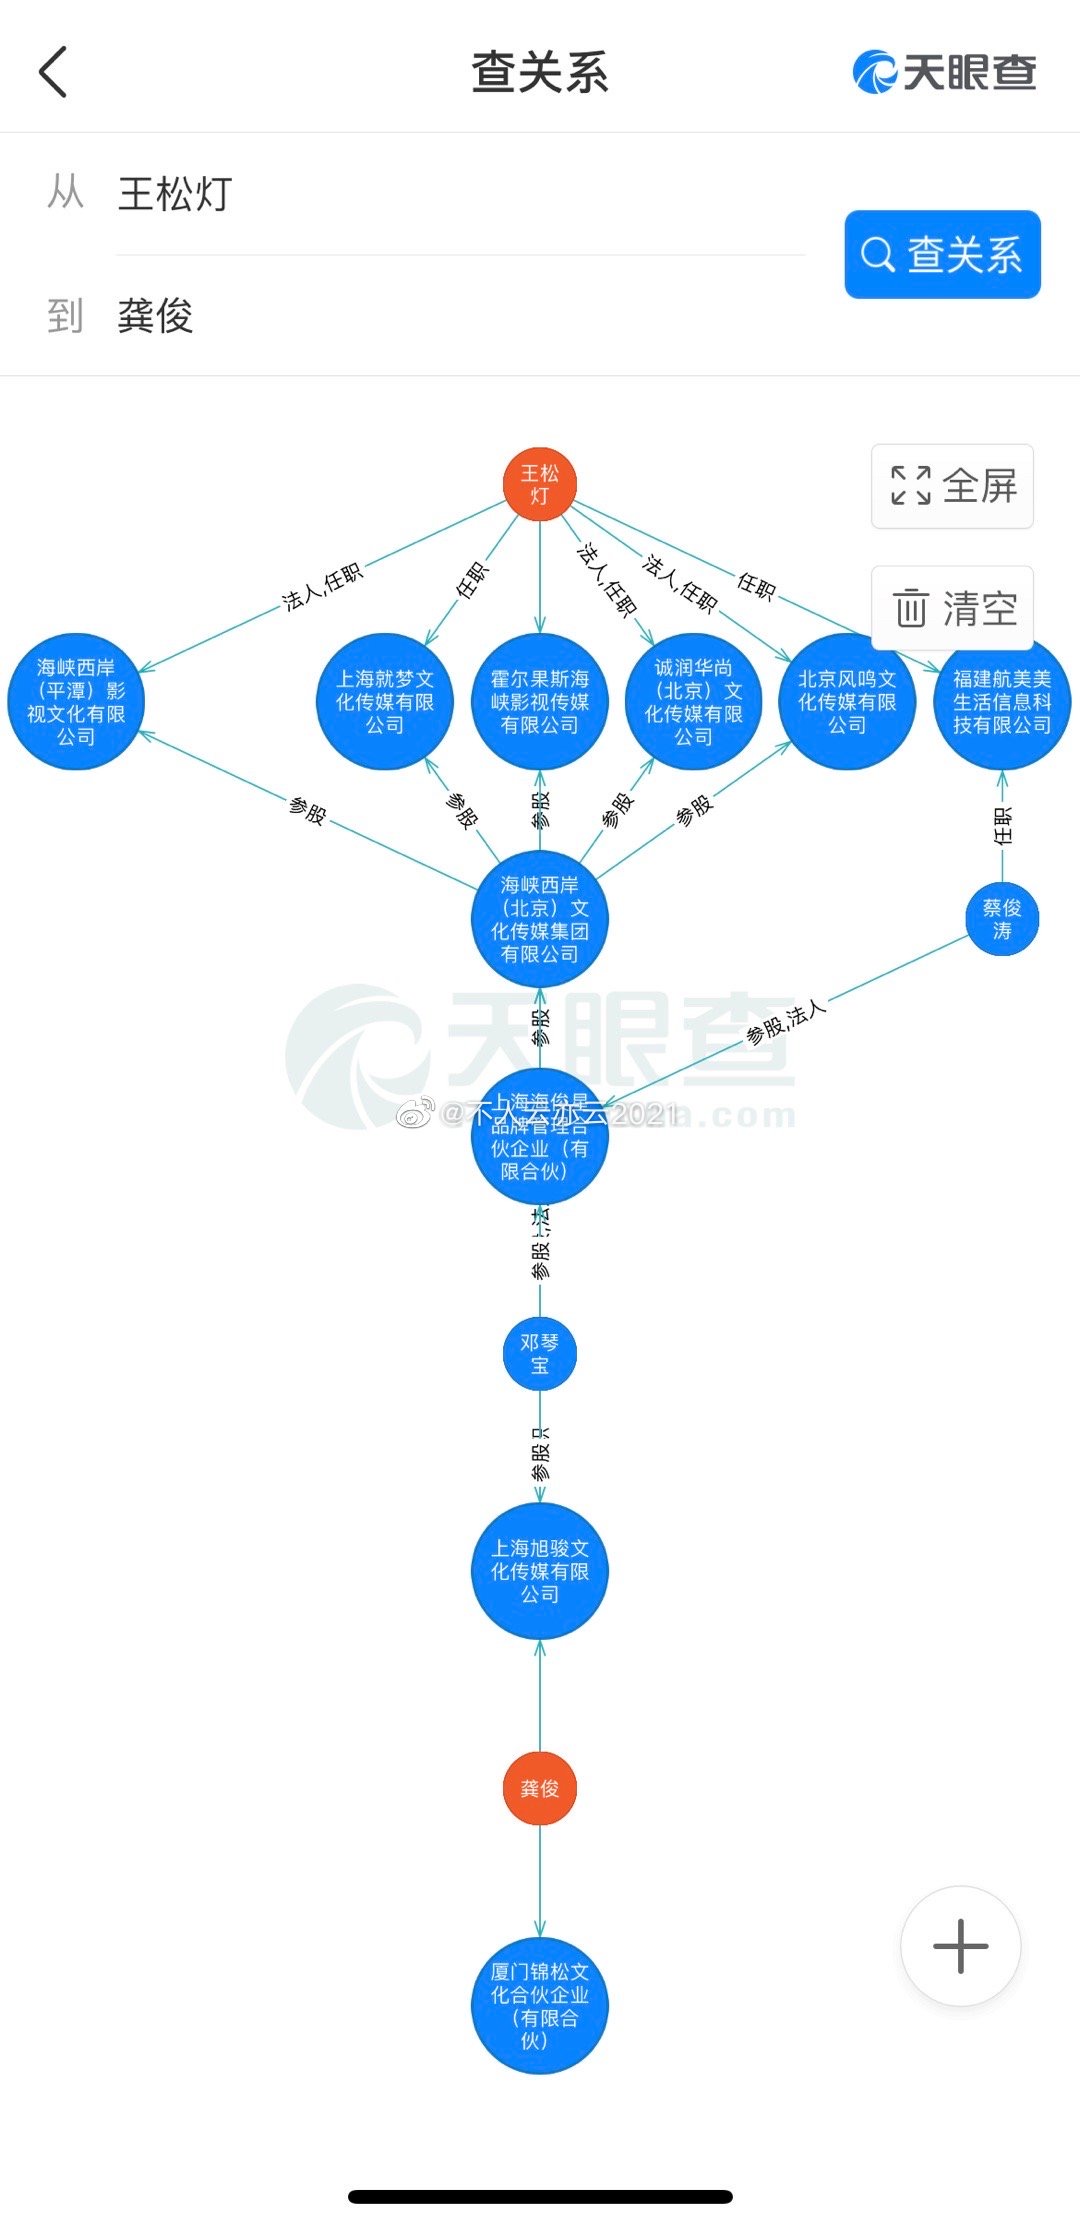 查关系
天眼查
从 王松灯
查关系
到 龚俊
全屏
清空
王松
灯
法人,任职
任职
法人,任职
法人,任职
任职
海峡西岸
（平潭）影
视文化有限
公司
上海就梦文
化传媒有限
公司
霍尔果斯海
峡影视传媒
有限公司
诚润华尚
（北京）文
化传媒有限
公司
北京风鸣文
化传媒有限
公司
福建航美美
生活信息科
技有限公司
参股
参股
参股
参股
参股
任职
海峡西岸
（北京）文
化传媒集团
有限公司
蔡俊
涛
参股
参股,法人
天眼查
@不人云亦云2021
上海海俊
品牌管理合
伙企业（有
限合伙）
参股,法
邓琴
宝
参股
上海旭骏文
化传媒有限
公司
龚俊
厦门锦松文
化合伙企业
（有限合
伙）